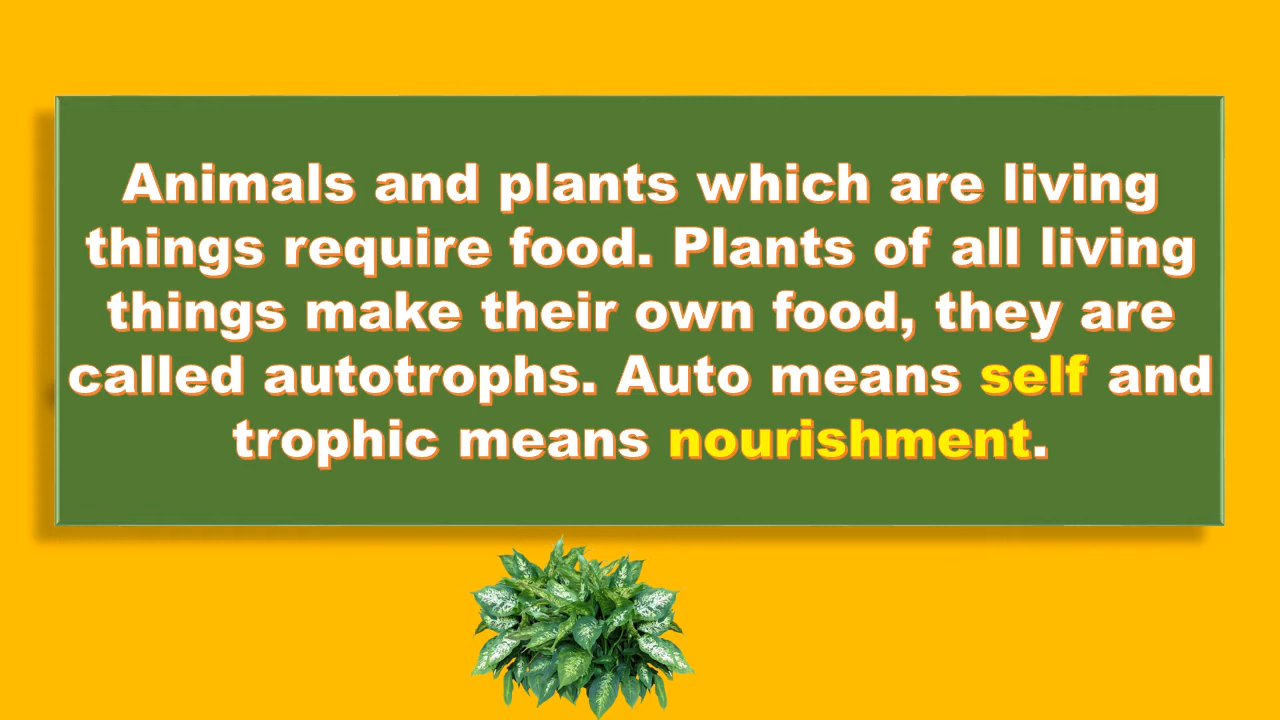 Animals and plants which are living
things require food. Plants of all living
things make their own food, they are
called autotrophs. Auto means self and
trophic means nourishment.